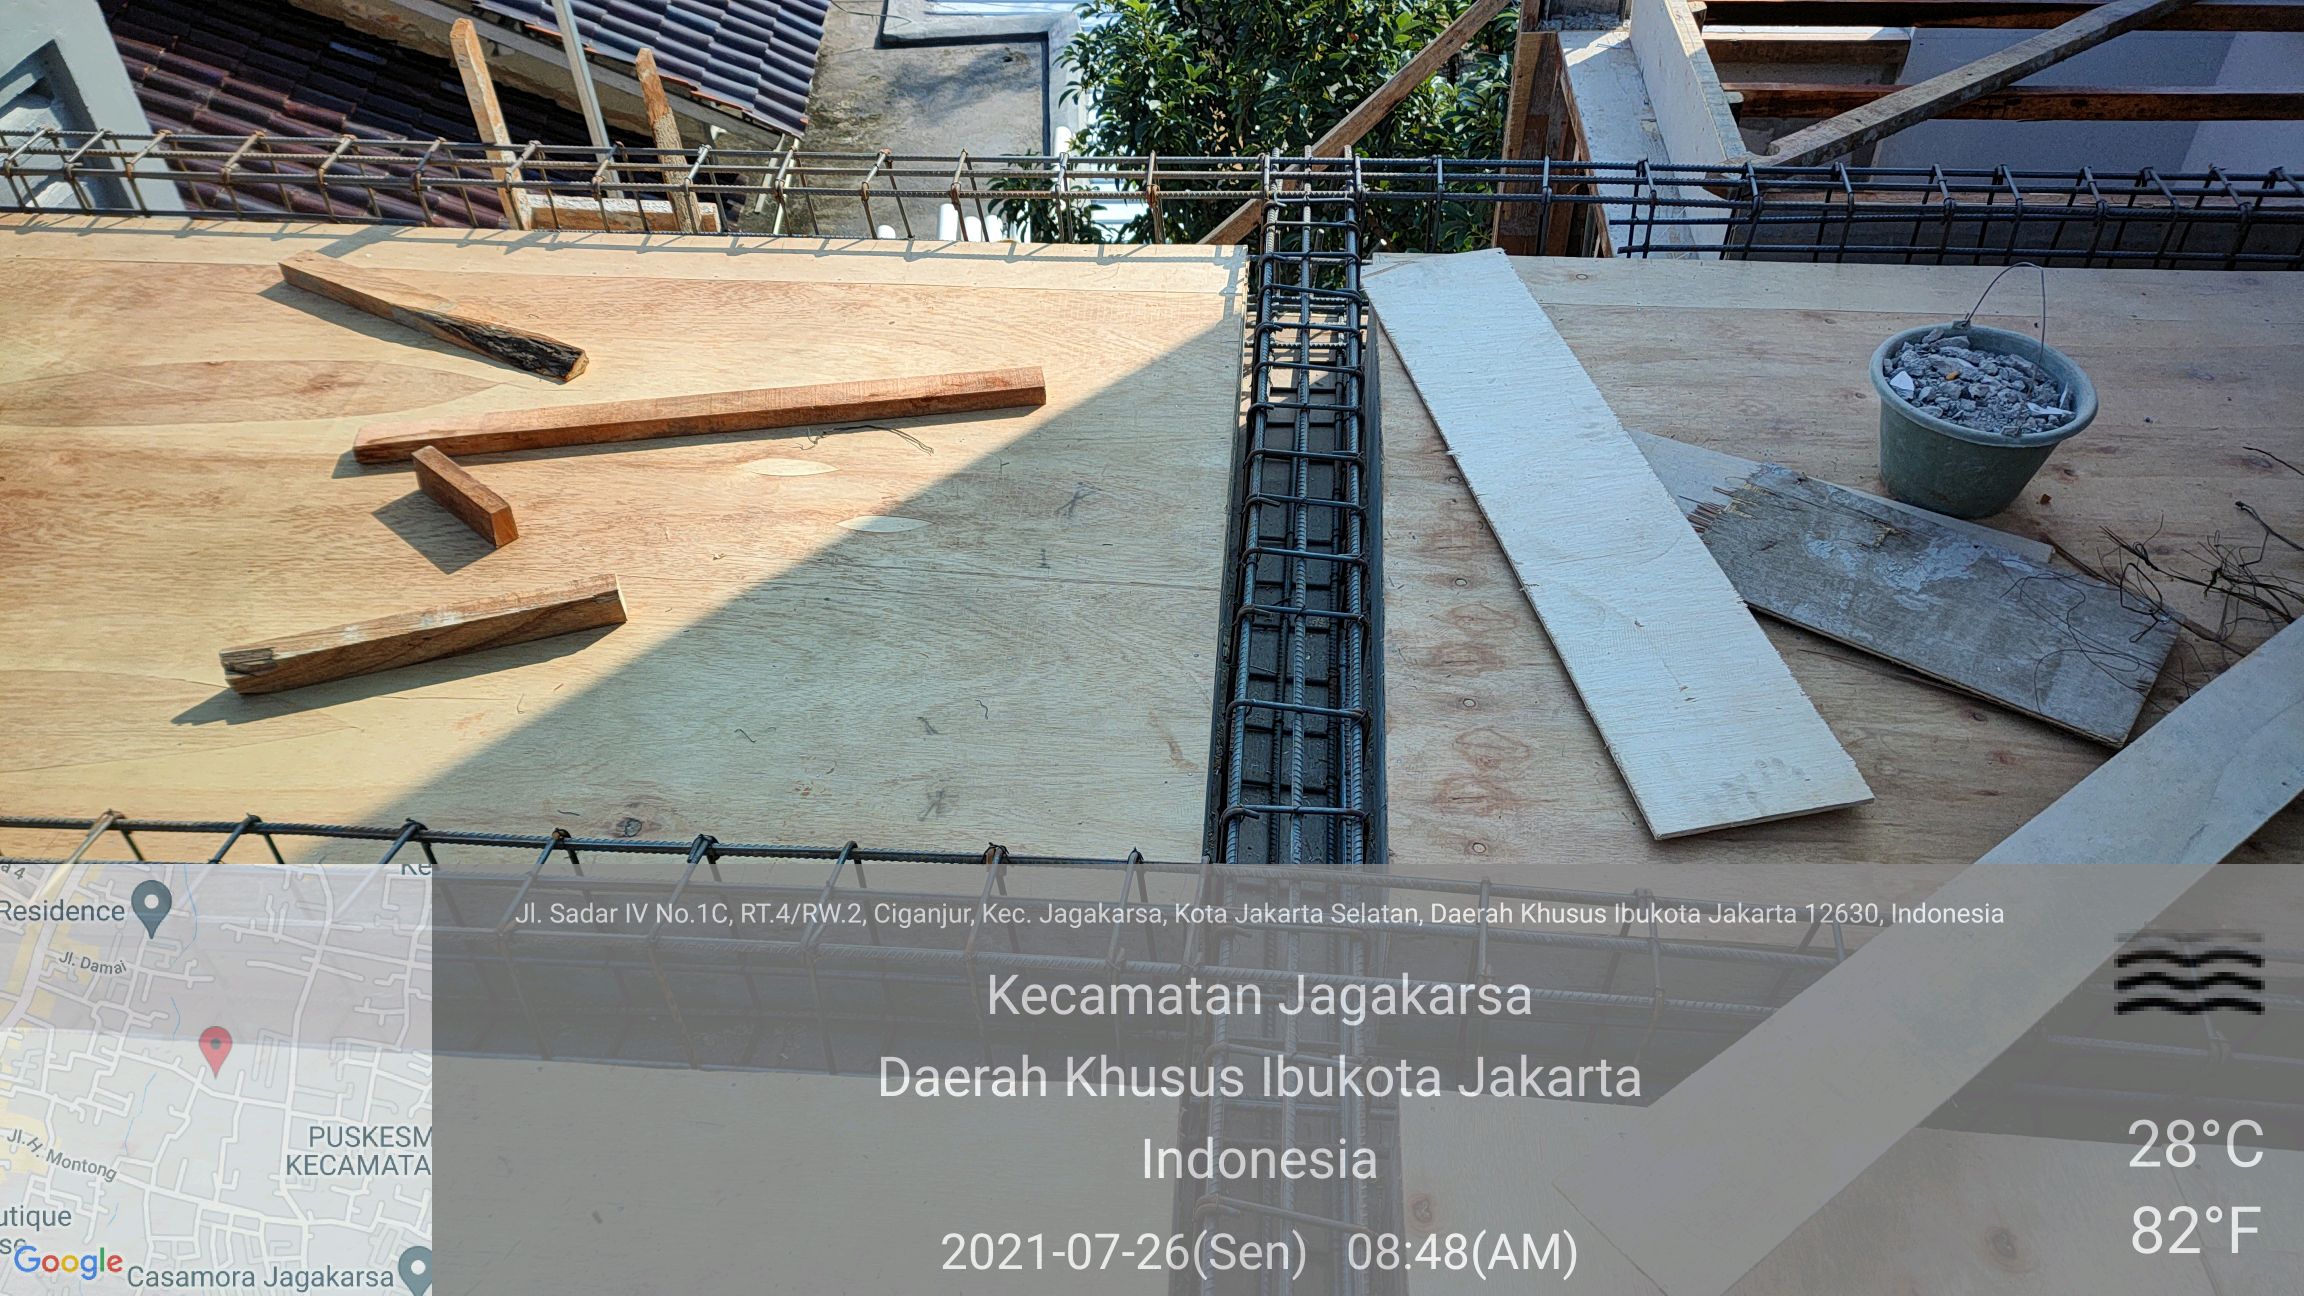 Residence
Jl. Damai
Jl. H. Montong
PUSKESM
KECAMATA
utique
Google
Casamora Jagakarsa
Jl. Sadar IV No.1C, RT.4/RW.2, Ciganjur, Kec. Jagakarsa, Kota Jakarta Selatan, Daerah Khusus Ibukota Jakarta 12630, Indonesia
Kecamatan Jagakarsa
Daerah Khusus Ibukota Jakarta
Indonesia
2021-07-26(Sen) 08:48(AM)
28°C
82°F